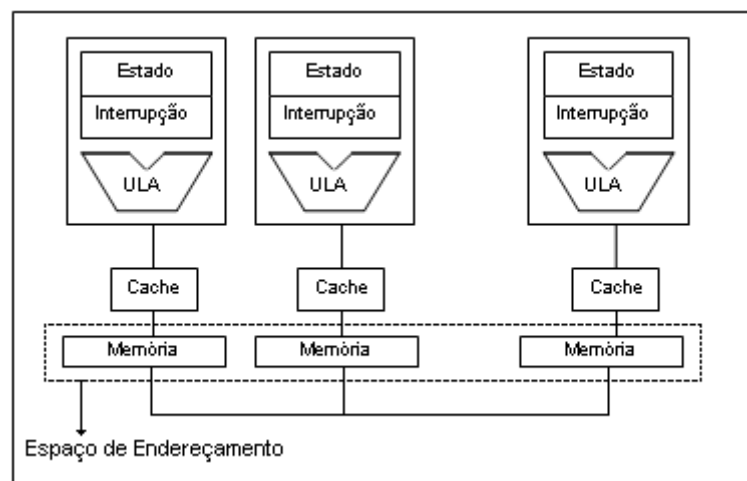 Estado
Interrupção
ULA
Cache
Memória
Estado
Interrupção
ULA
Cache
Memória
Estado
Interrupção
ULA
Cache
Memória
Espaço de Endereçamento